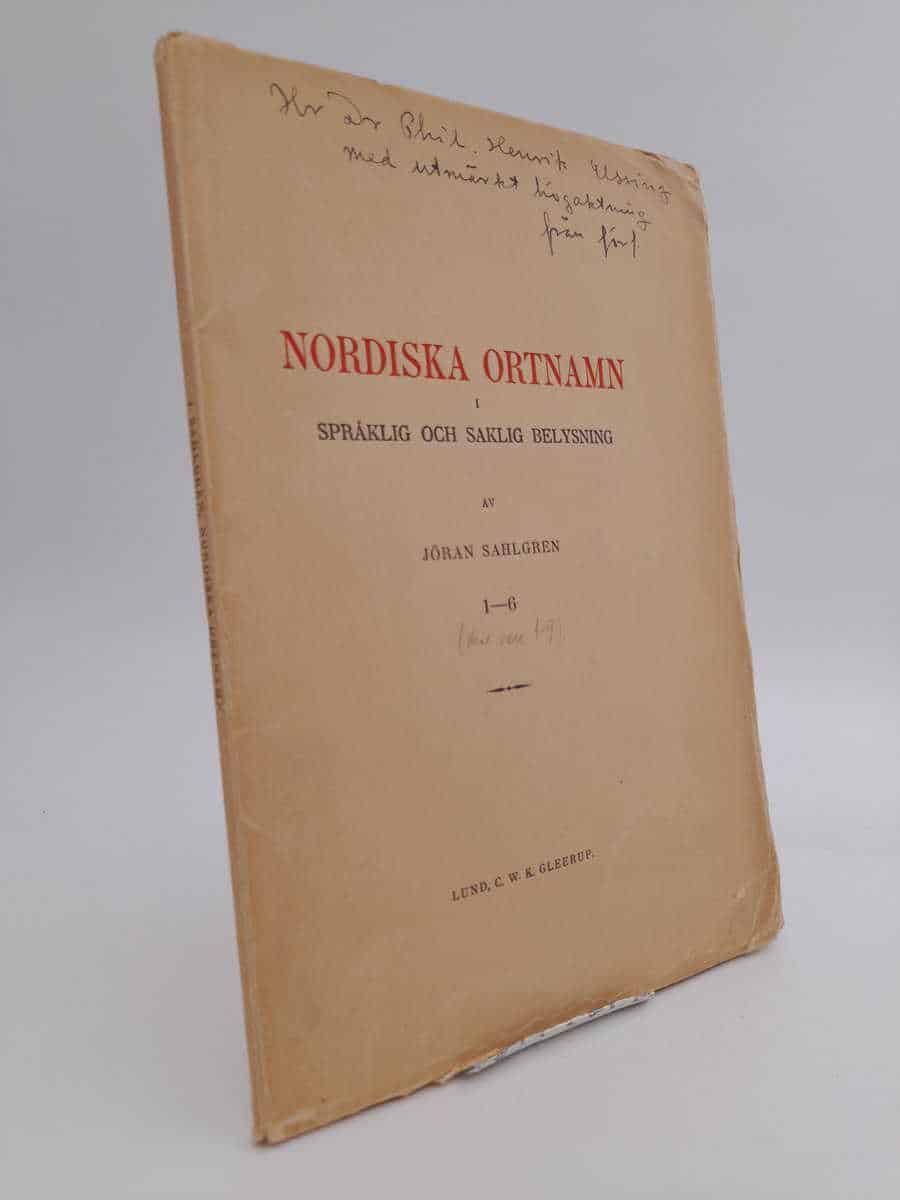 Hr Dr Phil. Henrik Ussing
med utmärkt högaktning
från förf.
NORDISKA ORTNAMN
I
SPRÅKLIG OCH SAKLIG BELYSNING
AV
JÖRAN SAHLGREN
1—6
LUND, C. W. K. GLEERUP.